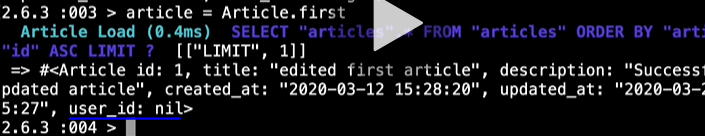 2.6.3 :003 > article = Article.first
Article Load (0.4ms) SELECT "articles".* FROM "articles" ORDER BY "arti
"id" ASC LIMIT ? [["LIMIT", 1]]
=> #<Article id: 1, title: "edited first article", description: "Successf
pdated article", created_at: "2020-03-12 15:28:20", updated_at: "2020-03-2
5:27", user_id: nil>
2.6.3 :004 >